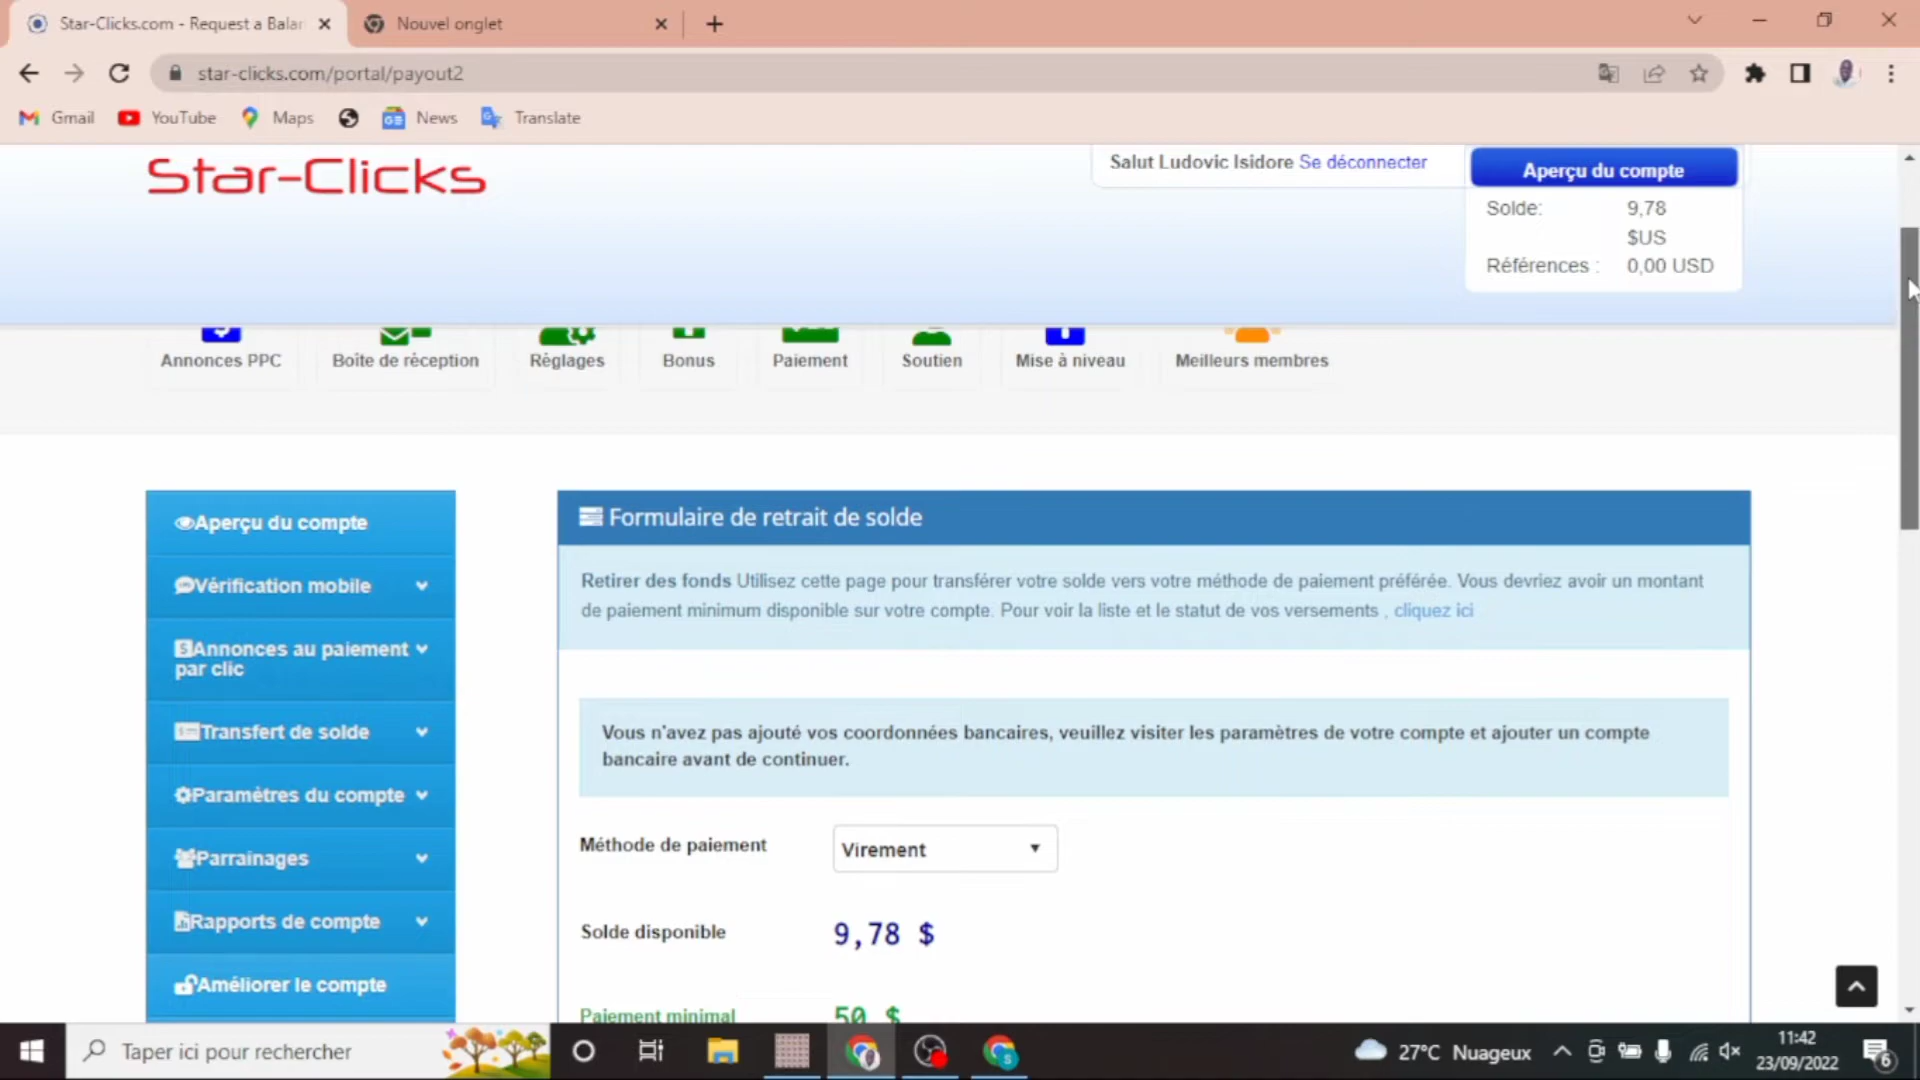 Star-Clicks.com - Request a Balan
Nouvel onglet
star-clicks.com/portal/payout2
Gmail
YouTube
Maps
News
Translate
Star-Clicks
Salut Ludovic Isidore Se déconnecter
Aperçu du compte
Solde: 9,78
$US
Références : 0,00 USD
Annonces PPC
Boîte de réception
Réglages
Bonus
Paiement
Soutien
Mise à niveau
Meilleurs membres
Aperçu du compte
Vérification mobile
Annonces au paiement
par clic
Transfert de solde
Paramètres du compte
Parrainages
Rapports de compte
Améliorer le compte
Formulaire de retrait de solde
Retirer des fonds Utilisez cette page pour transférer votre solde vers votre méthode de paiement préférée. Vous devriez avoir un montant
de paiement minimum disponible sur votre compte. Pour voir la liste et le statut de vos versements , cliquez ici
Vous n'avez pas ajouté vos coordonnées bancaires, veuillez visiter les paramètres de votre compte et ajouter un compte
bancaire avant de continuer.
Méthode de paiement
Virement
Solde disponible
9,78 $
Paiement minimal
50 $
Taper ici pour rechercher
27°C Nuageux
11:42
23/09/2022
6